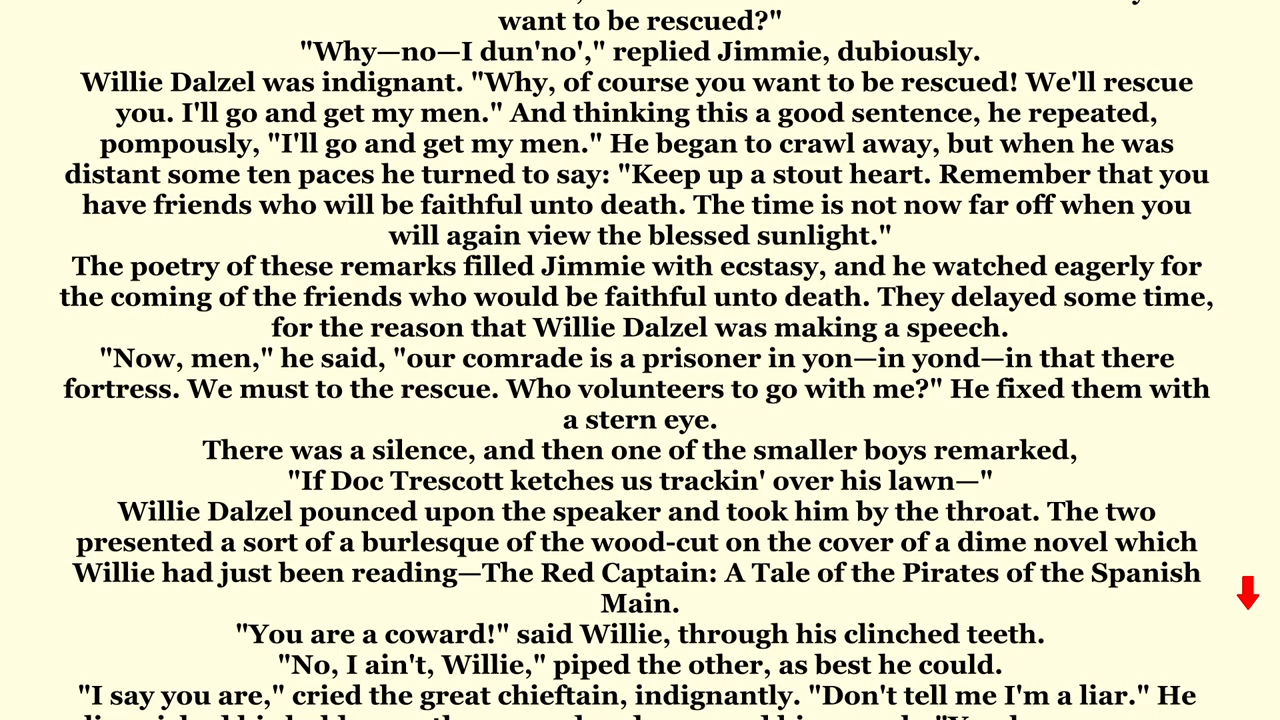 want to be rescued?"
"Why—no—I dun'no'," replied Jimmie, dubiously.
Willie Dalzel was indignant. "Why, of course you want to be rescued! We'll rescue
you. I'll go and get my men." And thinking this a good sentence, he repeated,
pompously, "I'll go and get my men." He began to crawl away, but when he was
distant some ten paces he turned to say: "Keep up a stout heart. Remember that you
have friends who will be faithful unto death. The time is not now far off when you
will again view the blessed sunlight."
The poetry of these remarks filled Jimmie with ecstasy, and he watched eagerly for
the coming of the friends who would be faithful unto death. They delayed some time,
for the reason that Willie Dalzel was making a speech.
"Now, men," he said, "our comrade is a prisoner in yon—in yond—in that there
fortress. We must to the rescue. Who volunteers to go with me?" He fixed them with
a stern eye.
There was a silence, and then one of the smaller boys remarked,
"If Doc Trescott ketches us trackin' over his lawn—"
Willie Dalzel pounced upon the speaker and took him by the throat. The two
presented a sort of a burlesque of the wood-cut on the cover of a dime novel which
Willie had just been reading—The Red Captain: A Tale of the Pirates of the Spanish
Main.
"You are a coward!" said Willie, through his clinched teeth.
"No, I ain't, Willie," piped the other, as best he could.
"I say you are," cried the great chieftain, indignantly. "Don't tell me I'm a liar." He